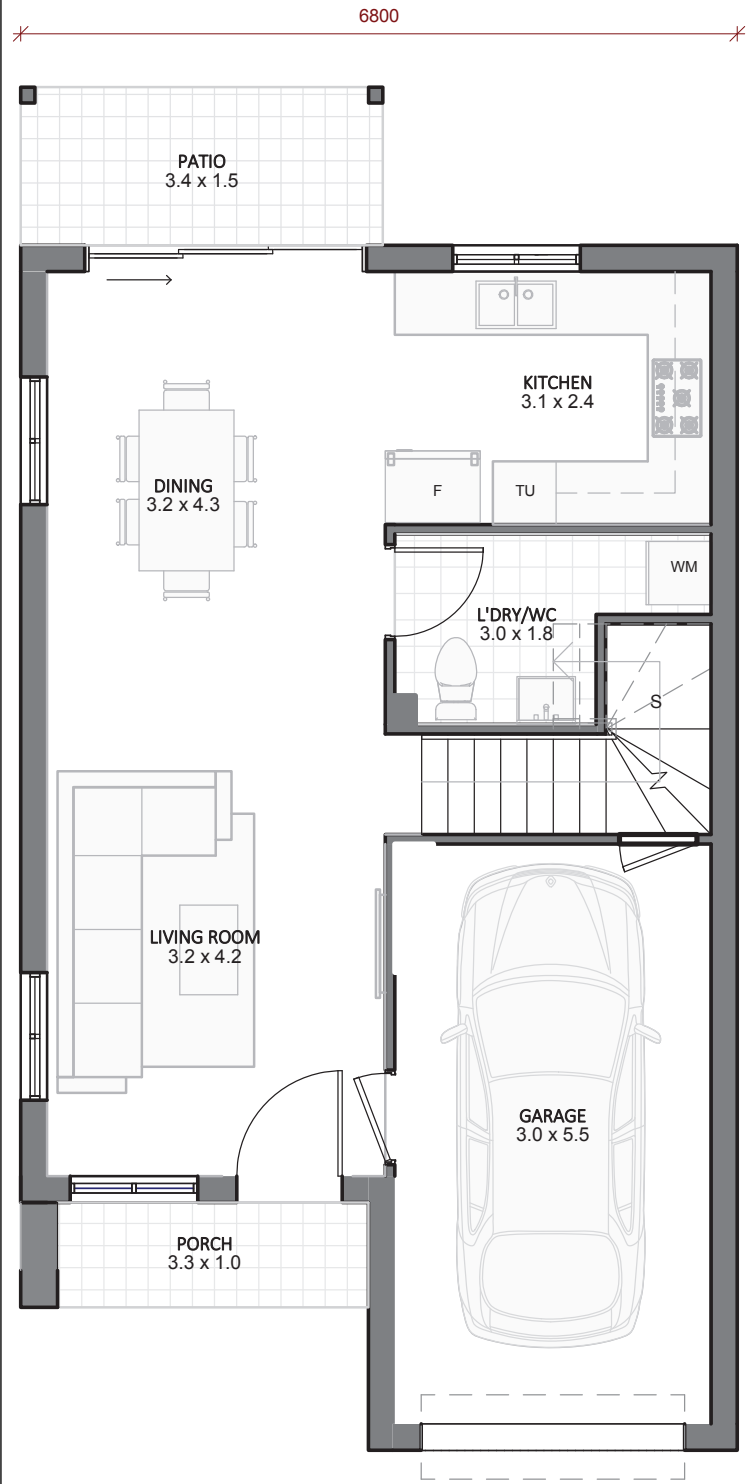 6800
PATIO
3.4 x 1.5
KITCHEN
3.1 x 2.4
DINING
3.2 x 4.3
F
TU
WM
L'DRY/WC
3.0 x 1.8
S
LIVING ROOM
3.2 x 4.2
GARAGE
3.0 x 5.5
PORCH
3.3 x 1.0